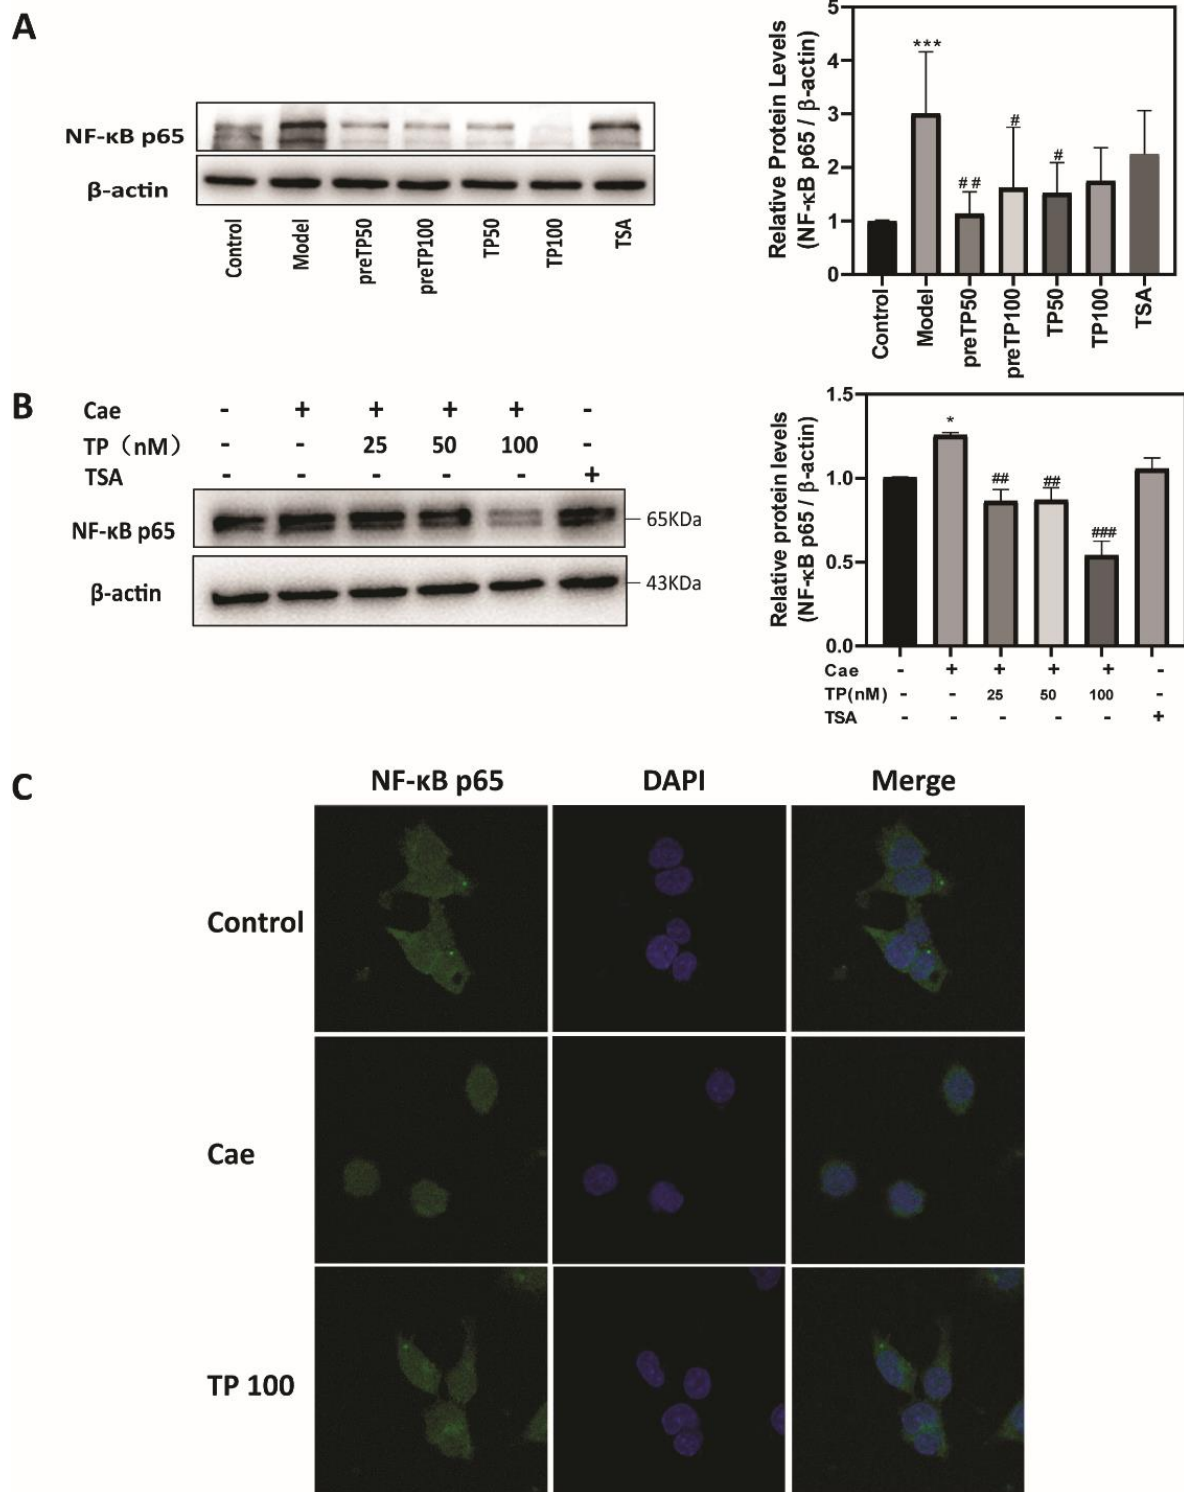 A
NF-κB p65
β-actin
Control
Model
preTP50
preTP100
TP50
TP100
TSA
Relative Protein Levels
(NF-κB p65 / β-actin)
5
4
3
2
1
0
***
##
#
#
Control
Model
preTP50
preTP100
TP50
TP100
TSA
B
Cae - + + + + -
TP (nM) - - 25 50 100 -
TSA - - - - - +
NF-κB p65
65KDa
β-actin
43KDa
Relative protein levels
(NF-κB p65 / β-actin)
1.5
1.0
0.5
0.0
*
##
##
###
Cae - + + + + -
TP(nM) - - 25 50 100 -
TSA - - - - - +
C
NF-κB p65 DAPI Merge
Control
Cae
TP 100